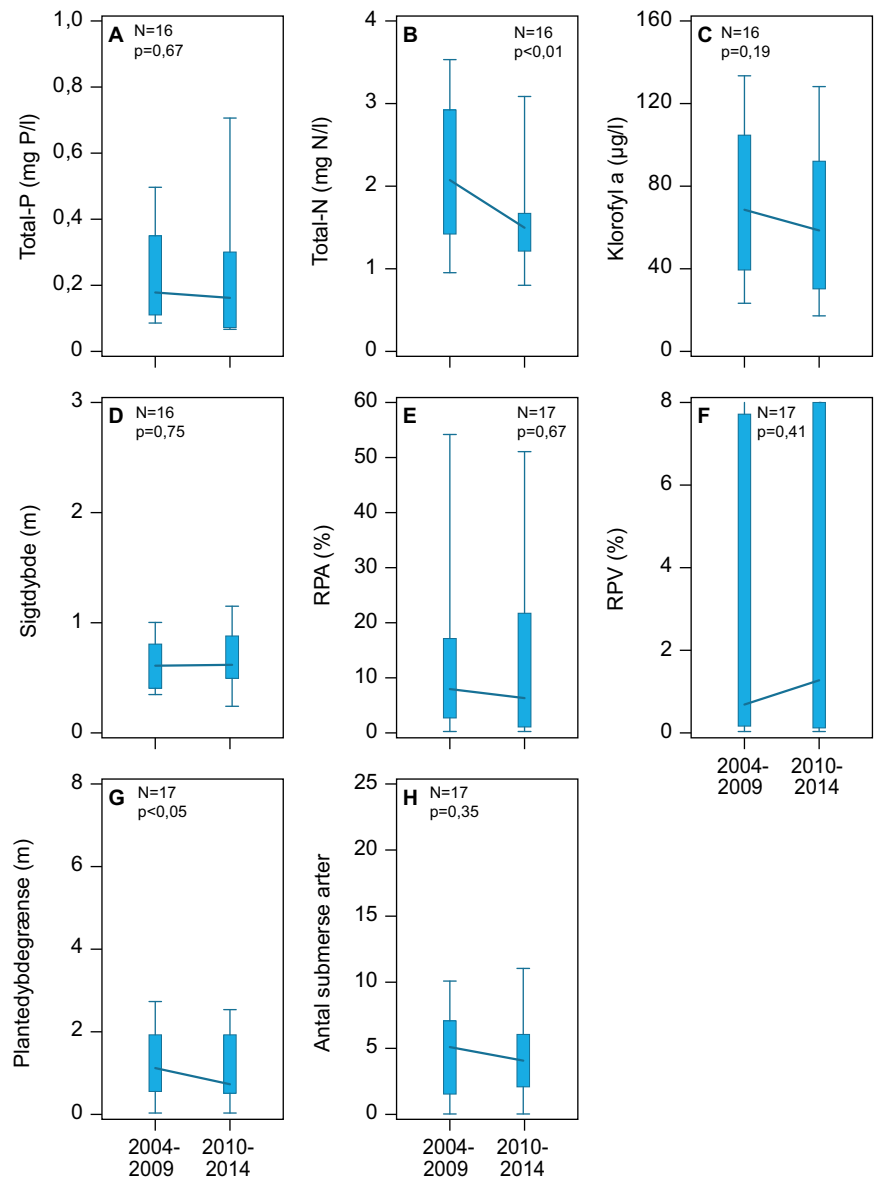 A
N=16
p=0,67
Total-P (mg P/l)
1,0
0,8
0,6
0,4
0,2
0
B
N=16
p<0,01
Total-N (mg N/l)
4
3
2
1
0
C
N=16
p=0,19
Klorofyl a (µg/l)
160
120
80
40
0
D
N=16
p=0,75
Sigtdybde (m)
3
2
1
0
E
N=17
p=0,67
RPA (%)
60
50
40
30
20
10
0
F
N=17
p=0,41
RPV (%)
8
6
4
2
0
2004-
2009
2010-
2014
G
N=17
p<0,05
Plantedybdegrænse (m)
8
6
4
2
0
2004-
2009
2010-
2014
H
N=17
p=0,35
Antal submerse arter
25
20
15
10
5
0
2004-
2009
2010-
2014